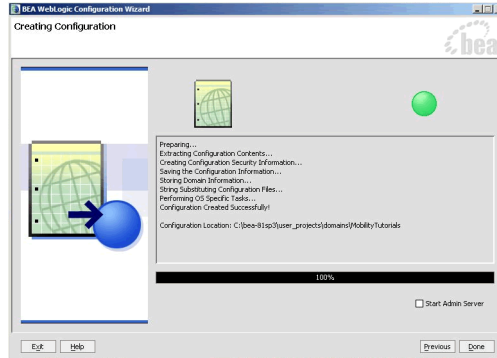 BEA WebLogic Configuration Wizard
Creating Configuration
bea
Preparing...
Extracting Configuration Contents...
Creating Configuration Security Information...
Saving the Configuration Information...
Storing Domain Information...
String Substituting Configuration Files...
Performing OS Specific Tasks...
Configuration Created Successfully!
Configuration Location: C:\bea-81sp3\user_projects\domains\MobilityTutorials
100%
Start Admin Server
Exit Help Previous Done